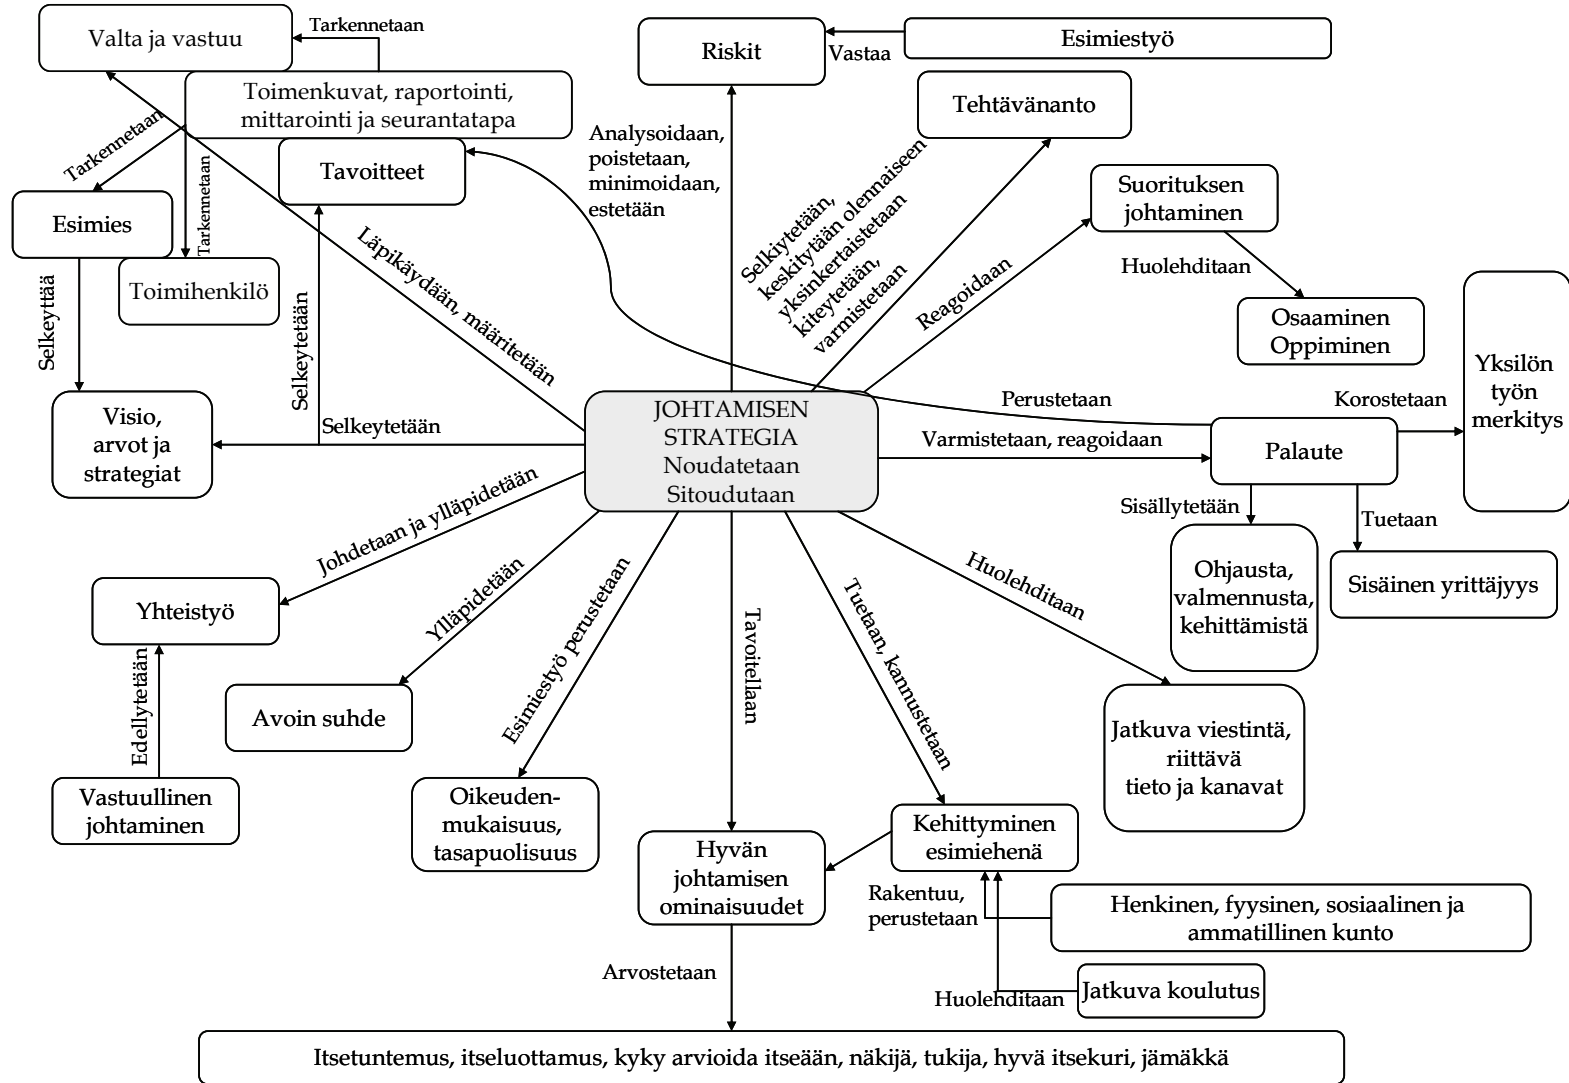 Valta ja vastuu
Tarkennetaan
Riskit
Vastaa
Esimiestyö
Toimenkuvat, raportointi,
mittarointi ja seurantatapa
Tehtävänanto
Analysoidaan,
poistetaan,
minimoidaan,
estetään
Tarkennetaan
Tarkennetaan
Tavoitteet
Selkiytetään,
keskitytään olennaiseen
yksinkertaistetaan
kiteytetään,
varmistetaan
Suorituksen
johtaminen
Esimies
Läpikäydään, määritetään
Reagoidaan
Huolehditaan
Toimihenkilö
Osaaminen
Oppiminen
Selkeyttää
Selkeytetään
Yksilön
työn
merkitys
Visio,
arvot ja
strategiat
Selkeytetään
JOHTAMISEN
STRATEGIA
Noudatetaan
Sitoudutaan
Perustetaan
Korostetaan
Varmistetaan, reagoidaan
Palaute
Sisällytetään
Tuetaan
Johdetaan ja ylläpidetään
Ohjausta,
valmennusta,
kehittämistä
Sisäinen yrittäjyys
Yhteistyö
Ylläpidetään
Esimiestyö perustetaan
Tavoitellaan
Tuetaan, kannustetaan
Huolehditaan
Edellytetään
Avoin suhde
Jatkuva viestintä,
riittävä
tieto ja kanavat
Vastuullinen
johtaminen
Oikeuden-
mukaisuus,
tasapuolisuus
Hyvän
johtamisen
ominaisuudet
Kehittyminen
esimiehenä
Rakentuu,
perustetaan
Henkinen, fyysinen, sosiaalinen ja
ammatillinen kunto
Arvostetaan
Huolehditaan
Jatkuva koulutus
Itsetuntemus, itseluottamus, kyky arvioida itseään, näkijä, tukija, hyvä itsekuri, jämäkkä